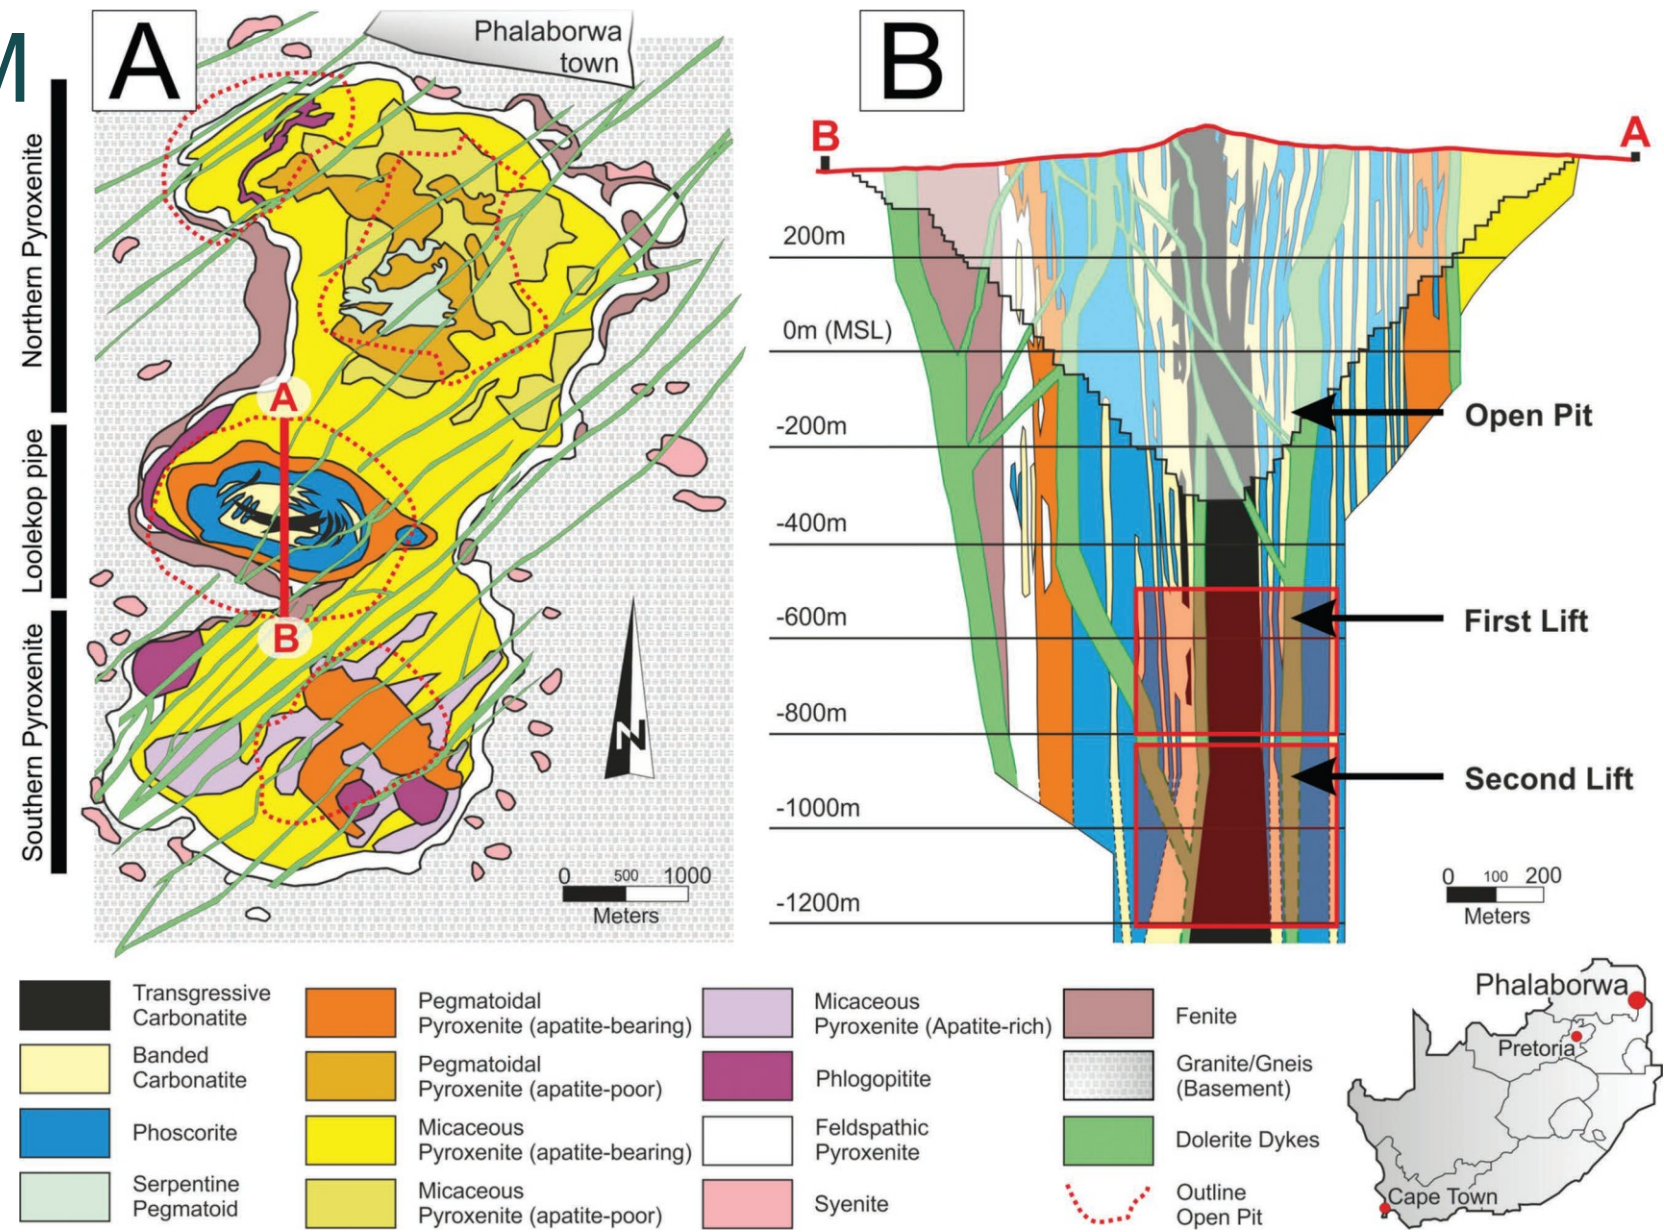 M
A
Phalaborwa
town
Northern Pyroxenite
Loolekop pipe
Southern Pyroxenite
A
B
N
0 500 1000
Meters
B
B
A
200m
0m (MSL)
-200m
-400m
-600m
-800m
-1000m
-1200m
Open Pit
First Lift
Second Lift
0 100 200
Meters
Transgressive
Carbonatite
Banded
Carbonatite
Phoscorite
Serpentine
Pegmatoid
Pegmatoidal
Pyroxenite (apatite-bearing)
Pegmatoidal
Pyroxenite (apatite-poor)
Micaceous
Pyroxenite (apatite-bearing)
Micaceous
Pyroxenite (apatite-poor)
Micaceous
Pyroxenite (Apatite-rich)
Phlogopitite
Feldspathic
Pyroxenite
Syenite
Fenite
Granite/Gneis
(Basement)
Dolerite Dykes
Outline
Open Pit
Phalaborwa
Pretoria
Cape Town